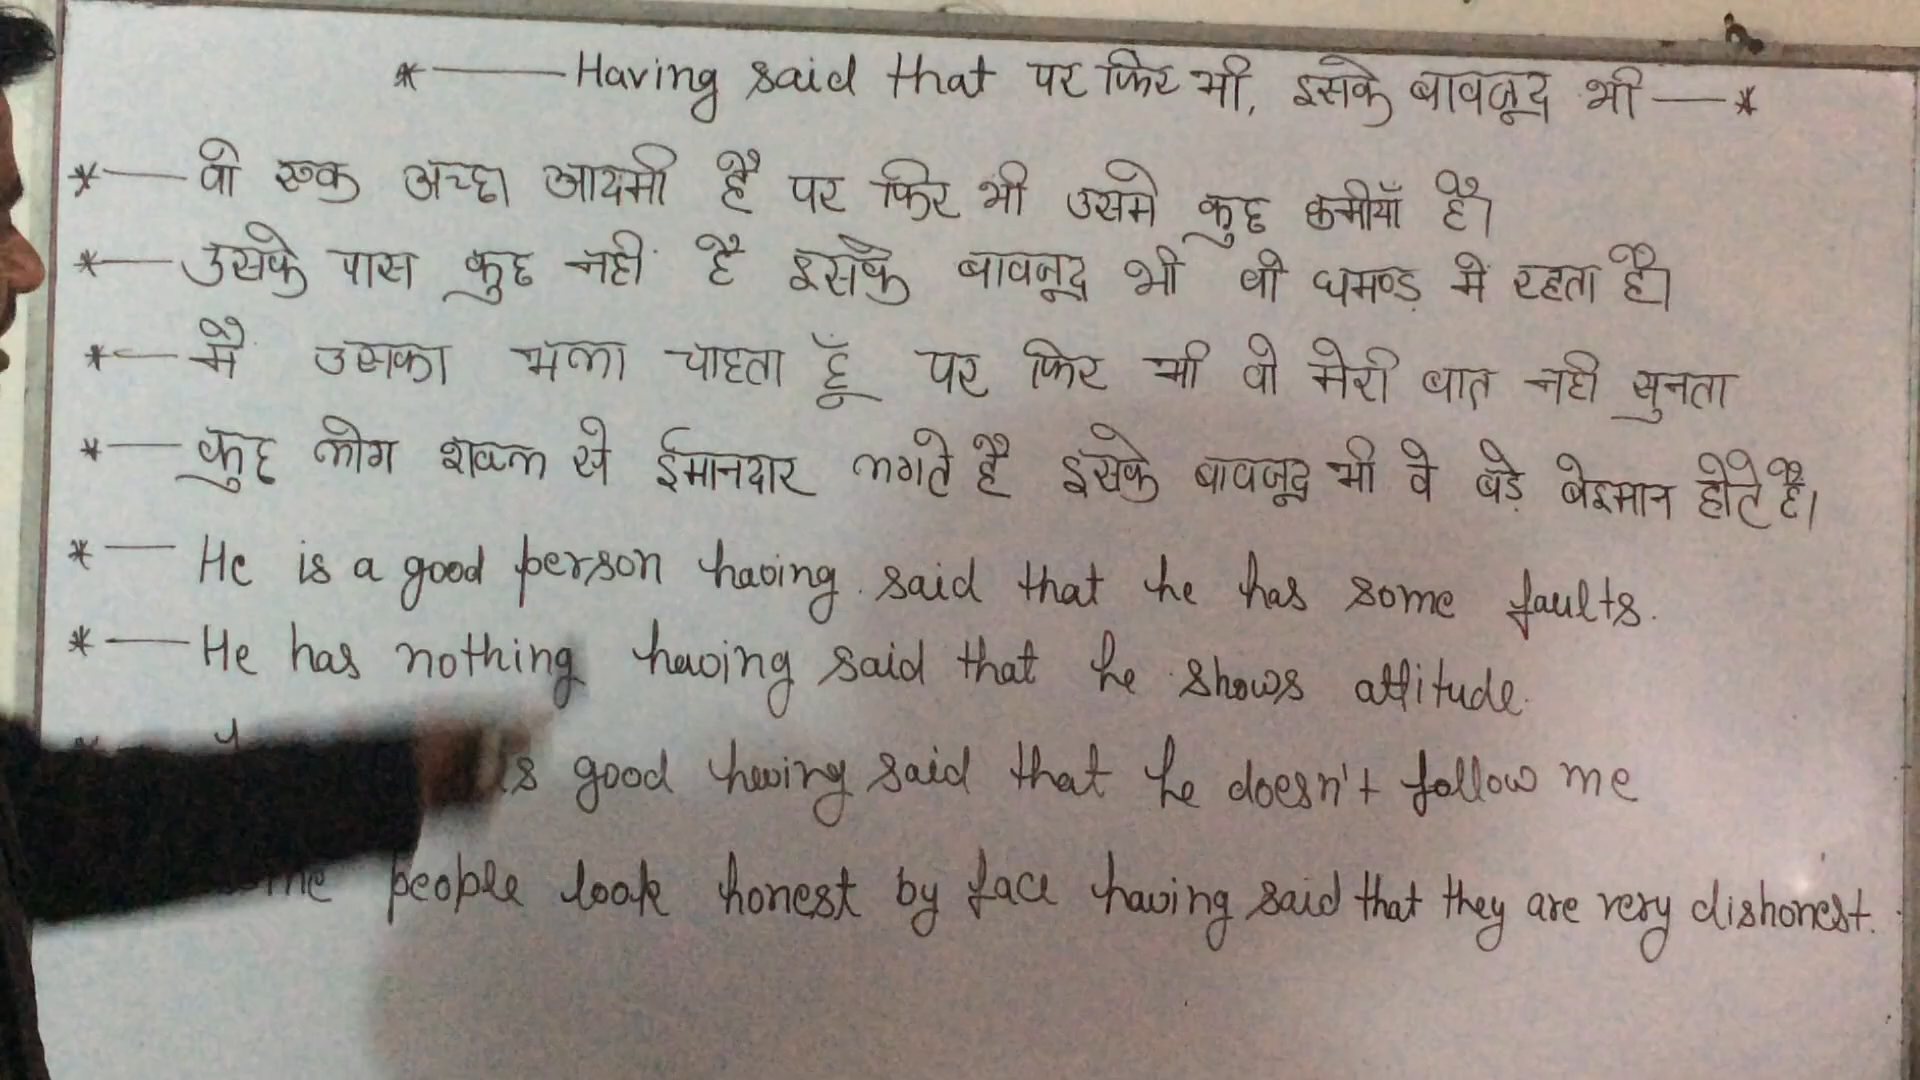 * —— Having said that पर फिर भी, इसके बावजूद भी — *
* — वो एक अच्छा आदमी है पर फिर भी उसमे कुछ कमीयाँ है।
* — उसके पास कुछ नहीं है इसके बावजूद भी वो घमण्ड में रहता है।
* — मै उसका भला चाहता हूँ पर फिर भी वो मेरी बात नही सुनता
* — कुछ लोग शक्ल से ईमानदार लगते है इसके बावजूद भी वे बड़े बेइमान होते है।
* — He is a good person having said that he has some faults.
* — He has nothing having said that he shows attitude.
good having said that he doesn't follow me
people look honest by face having said that they are very dishonest.